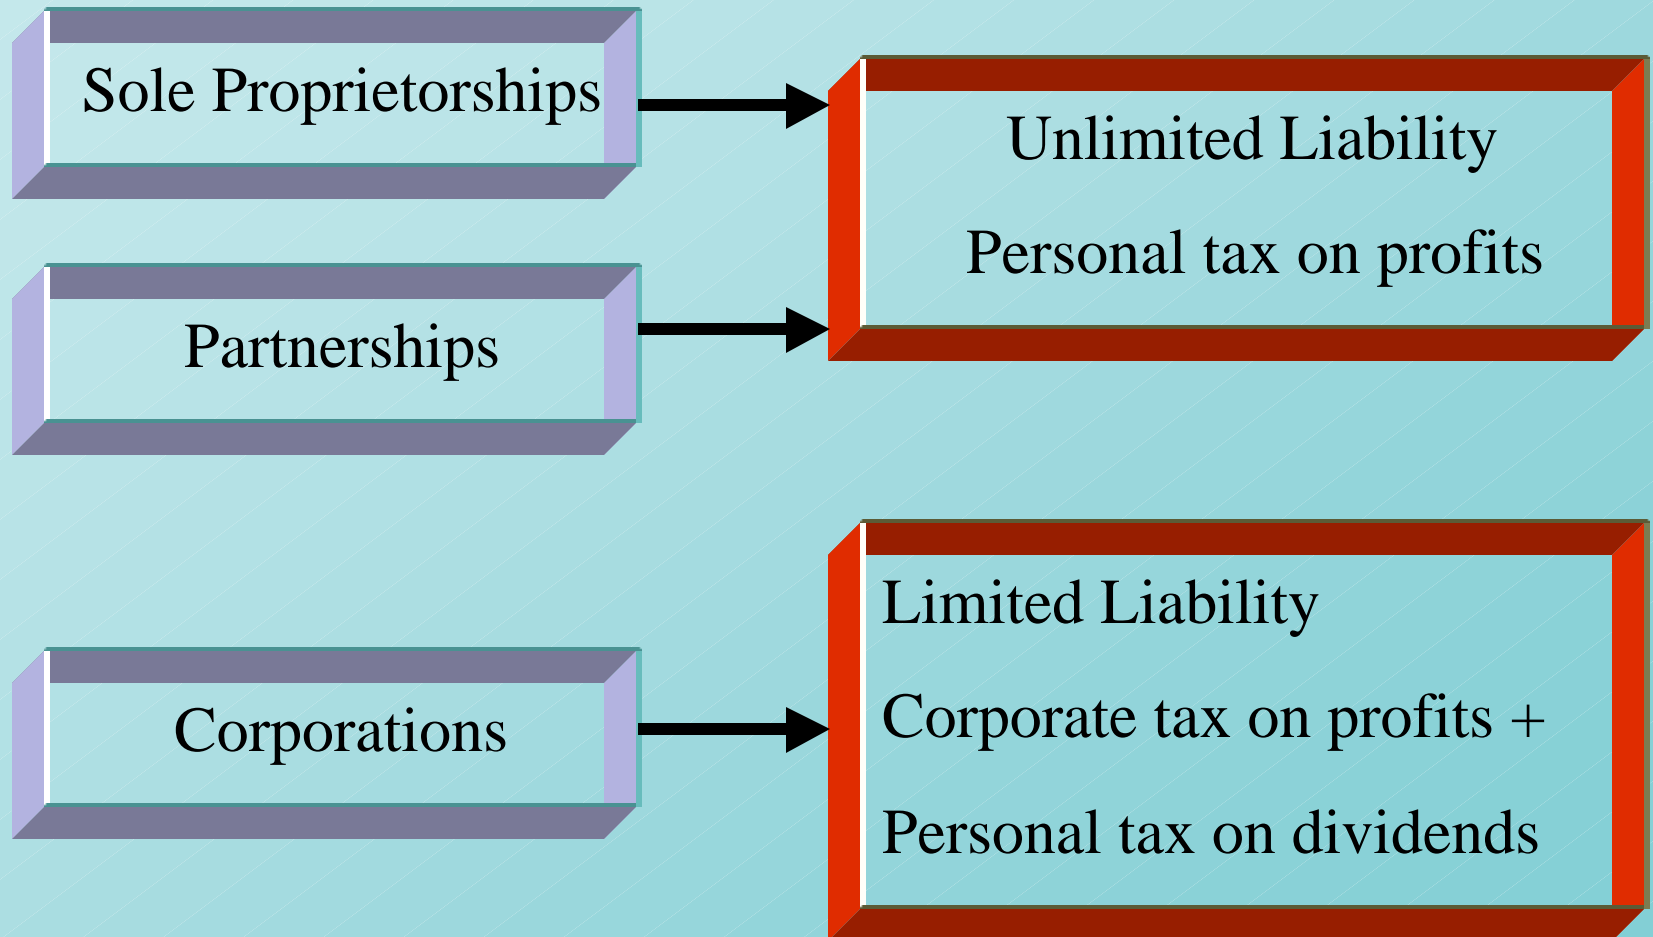 Sole Proprietorships
Unlimited Liability
Personal tax on profits
Partnerships
Corporations
Limited Liability
Corporate tax on profits +
Personal tax on dividends